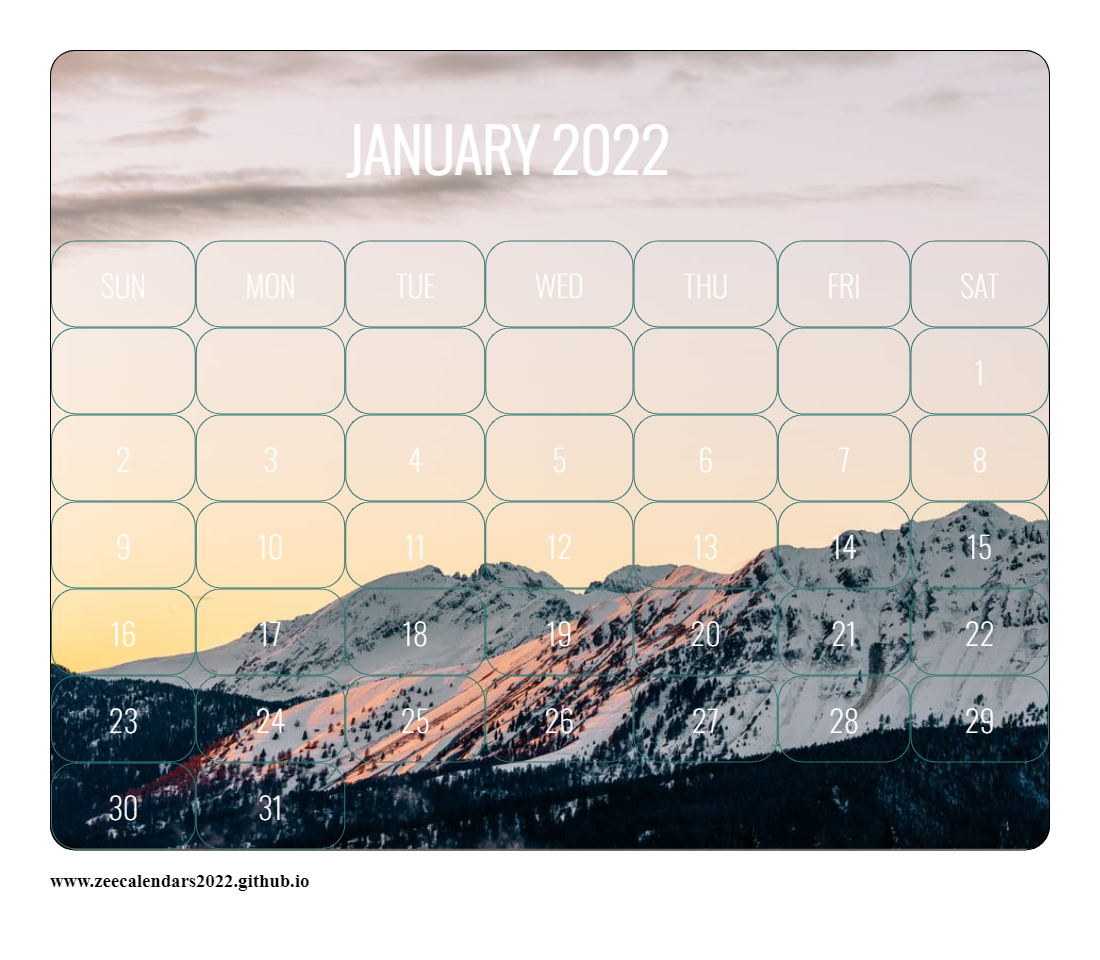 JANUARY 2022
SUN MON TUE WED THU FRI SAT
1
2 3 4 5 6 7 8
9 10 11 12 13 14 15
16 17 18 19 20 21 22
23 24 25 26 27 28 29
30 31
www.zeecalendars2022.github.io